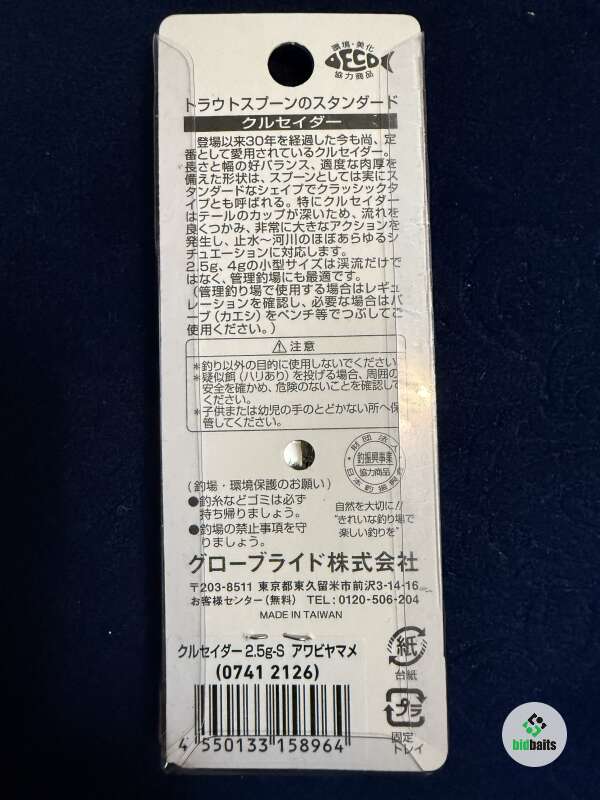 環境・美化
ECO
協力商品
トラウトスプーンのスタンダード
クルセイダー
登場以来30年を経過した今も尚、定
番として愛用されているクルセイダー。
長さと幅の好バランス、適度な肉厚を
備えた形状は、スプーンとしては実にス
タンダードなシェイプでクラッシックタ
イプとも呼ばれる。特にクルセイダー
はテールのカップが深いため、流れを
良くつかみ、非常に大きなアクションを
発生し、止水～河川のほぼあらゆるシ
チュエーションに対応します。
2.5g、4gの小型サイズは渓流だけで
はなく、管理釣場にも最適です。
(管理釣り場で使用する場合はレギュ
レーションを確認し、必要な場合はバ
ーブ(カエシ)をペンチ等でつぶしてご
使用ください。)
⚠注意
*釣り以外の目的に使用しないでください
*疑似餌(ハリあり)を投げる場合、周囲の
安全を確かめ、危険のないことを確認して
ください。
*子供または幼児の手のとどかない所へ保
管してください。
財団法人
釣振興事業
協力商品
日本釣振興会
(釣場・環境保護のお願い)
●釣糸などゴミは必ず
持ち帰りましょう。
●釣場の禁止事項を守
りましょう。
自然を大切に!!
"きれいな釣り場で
楽しい釣りを"
グローブライド株式会社
〒203-8511 東京都東久留米市前沢3-14-16
お客様センター(無料) TEL:0120-506-204
MADE IN TAIWAN
クルセイダー2.5g-S アワビヤマメ
(0741 2126)
4 550133 158964
紙
台紙
プラ
固定
トレイ
bidbaits